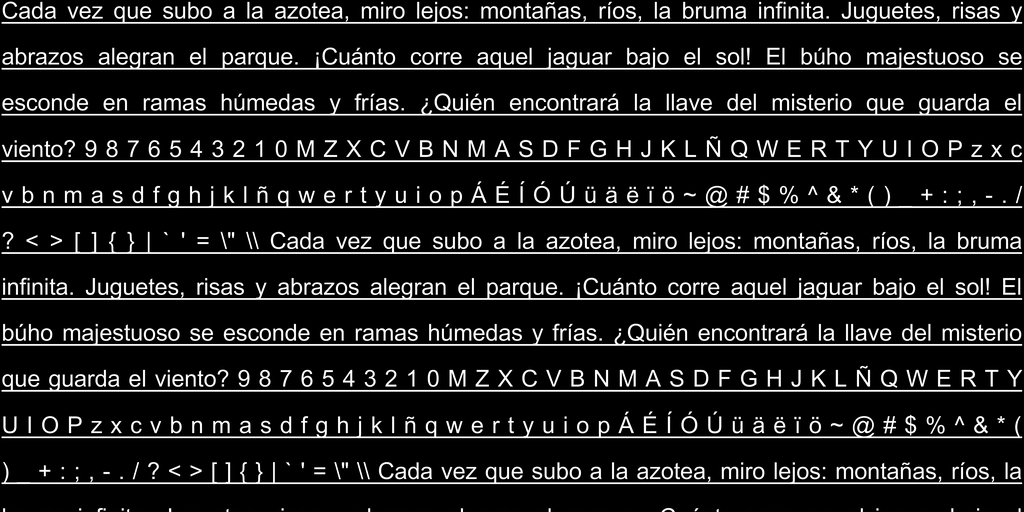 Cada vez que subo a la azotea, miro lejos: montañas, ríos, la bruma infinita. Juguetes, risas y
abrazos alegran el parque. ¡Cuánto corre aquel jaguar bajo el sol! El búho majestuoso se
esconde en ramas húmedas y frías. ¿Quién encontrará la llave del misterio que guarda el
viento? 9 8 7 6 5 4 3 2 1 0 M Z X C V B N M A S D F G H J K L Ñ Q W E R T Y U I O P z x c
v b n m a s d f g h j k l ñ q w e r t y u i o p Á É Í Ó Ú ü ä ë ï ö ~ @ # $ % ^ & * ( ) _ + : ; , - . /
? < > [ ] { } | ` ' = \" \\ Cada vez que subo a la azotea, miro lejos: montañas, ríos, la bruma
infinita. Juguetes, risas y abrazos alegran el parque. ¡Cuánto corre aquel jaguar bajo el sol! El
búho majestuoso se esconde en ramas húmedas y frías. ¿Quién encontrará la llave del misterio
que guarda el viento? 9 8 7 6 5 4 3 2 1 0 M Z X C V B N M A S D F G H J K L Ñ Q W E R T Y
U I O P z x c v b n m a s d f g h j k l ñ q w e r t y u i o p Á É Í Ó Ú ü ä ë ï ö ~ @ # $ % ^ & * (
) _ + : ; , - . / ? < > [ ] { } | ` ' = \" \\ Cada vez que subo a la azotea, miro lejos: montañas, ríos, la